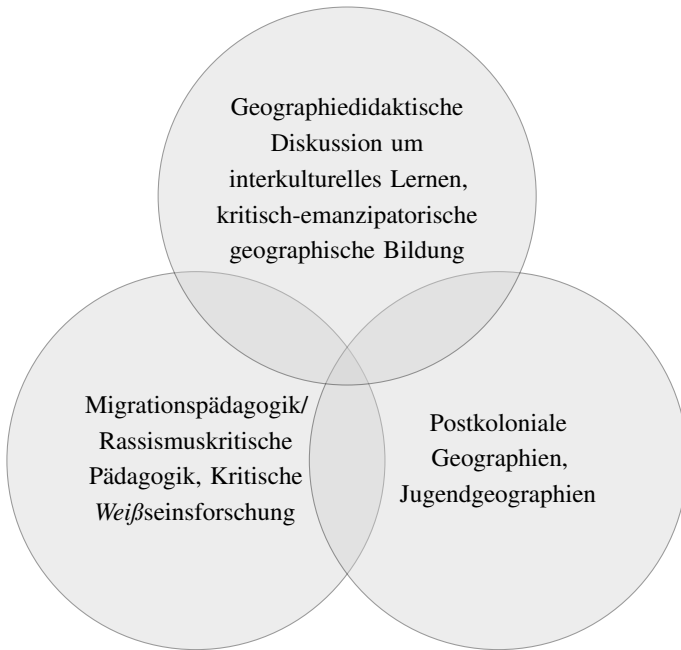 Geographiedidaktische
Diskussion um
interkulturelles Lernen,
kritisch-emanzipatorische
geographische Bildung
Migrationspädagogik/
Rassismuskritische
Pädagogik, Kritische
Weißseinsforschung
Postkoloniale
Geographien,
Jugendgeographien